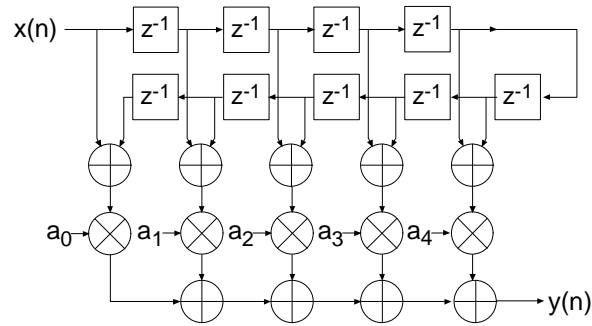 x(n) z⁻¹ z⁻¹ z⁻¹ z⁻¹
z⁻¹ z⁻¹ z⁻¹ z⁻¹ z⁻¹
a₀ a₁ a₂ a₃ a₄
y(n)